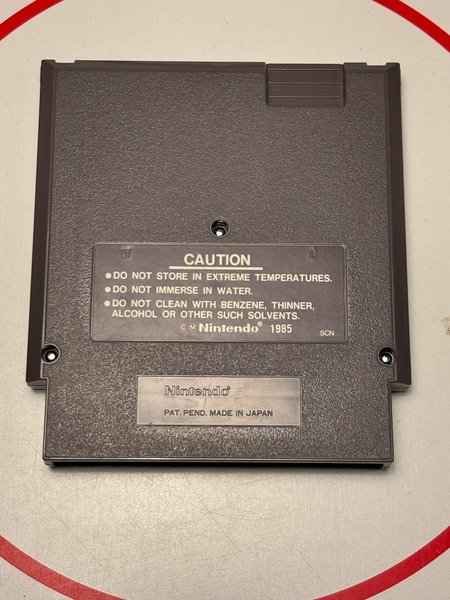 07 A
CAUTION
●DO NOT STORE IN EXTREME TEMPERATURES.
●DO NOT IMMERSE IN WATER.
●DO NOT CLEAN WITH BENZENE, THINNER,
ALCOHOL OR OTHER SUCH SOLVENTS.
©M Nintendo® 1985 SCN
Nintendo®
PAT. PEND. MADE IN JAPAN